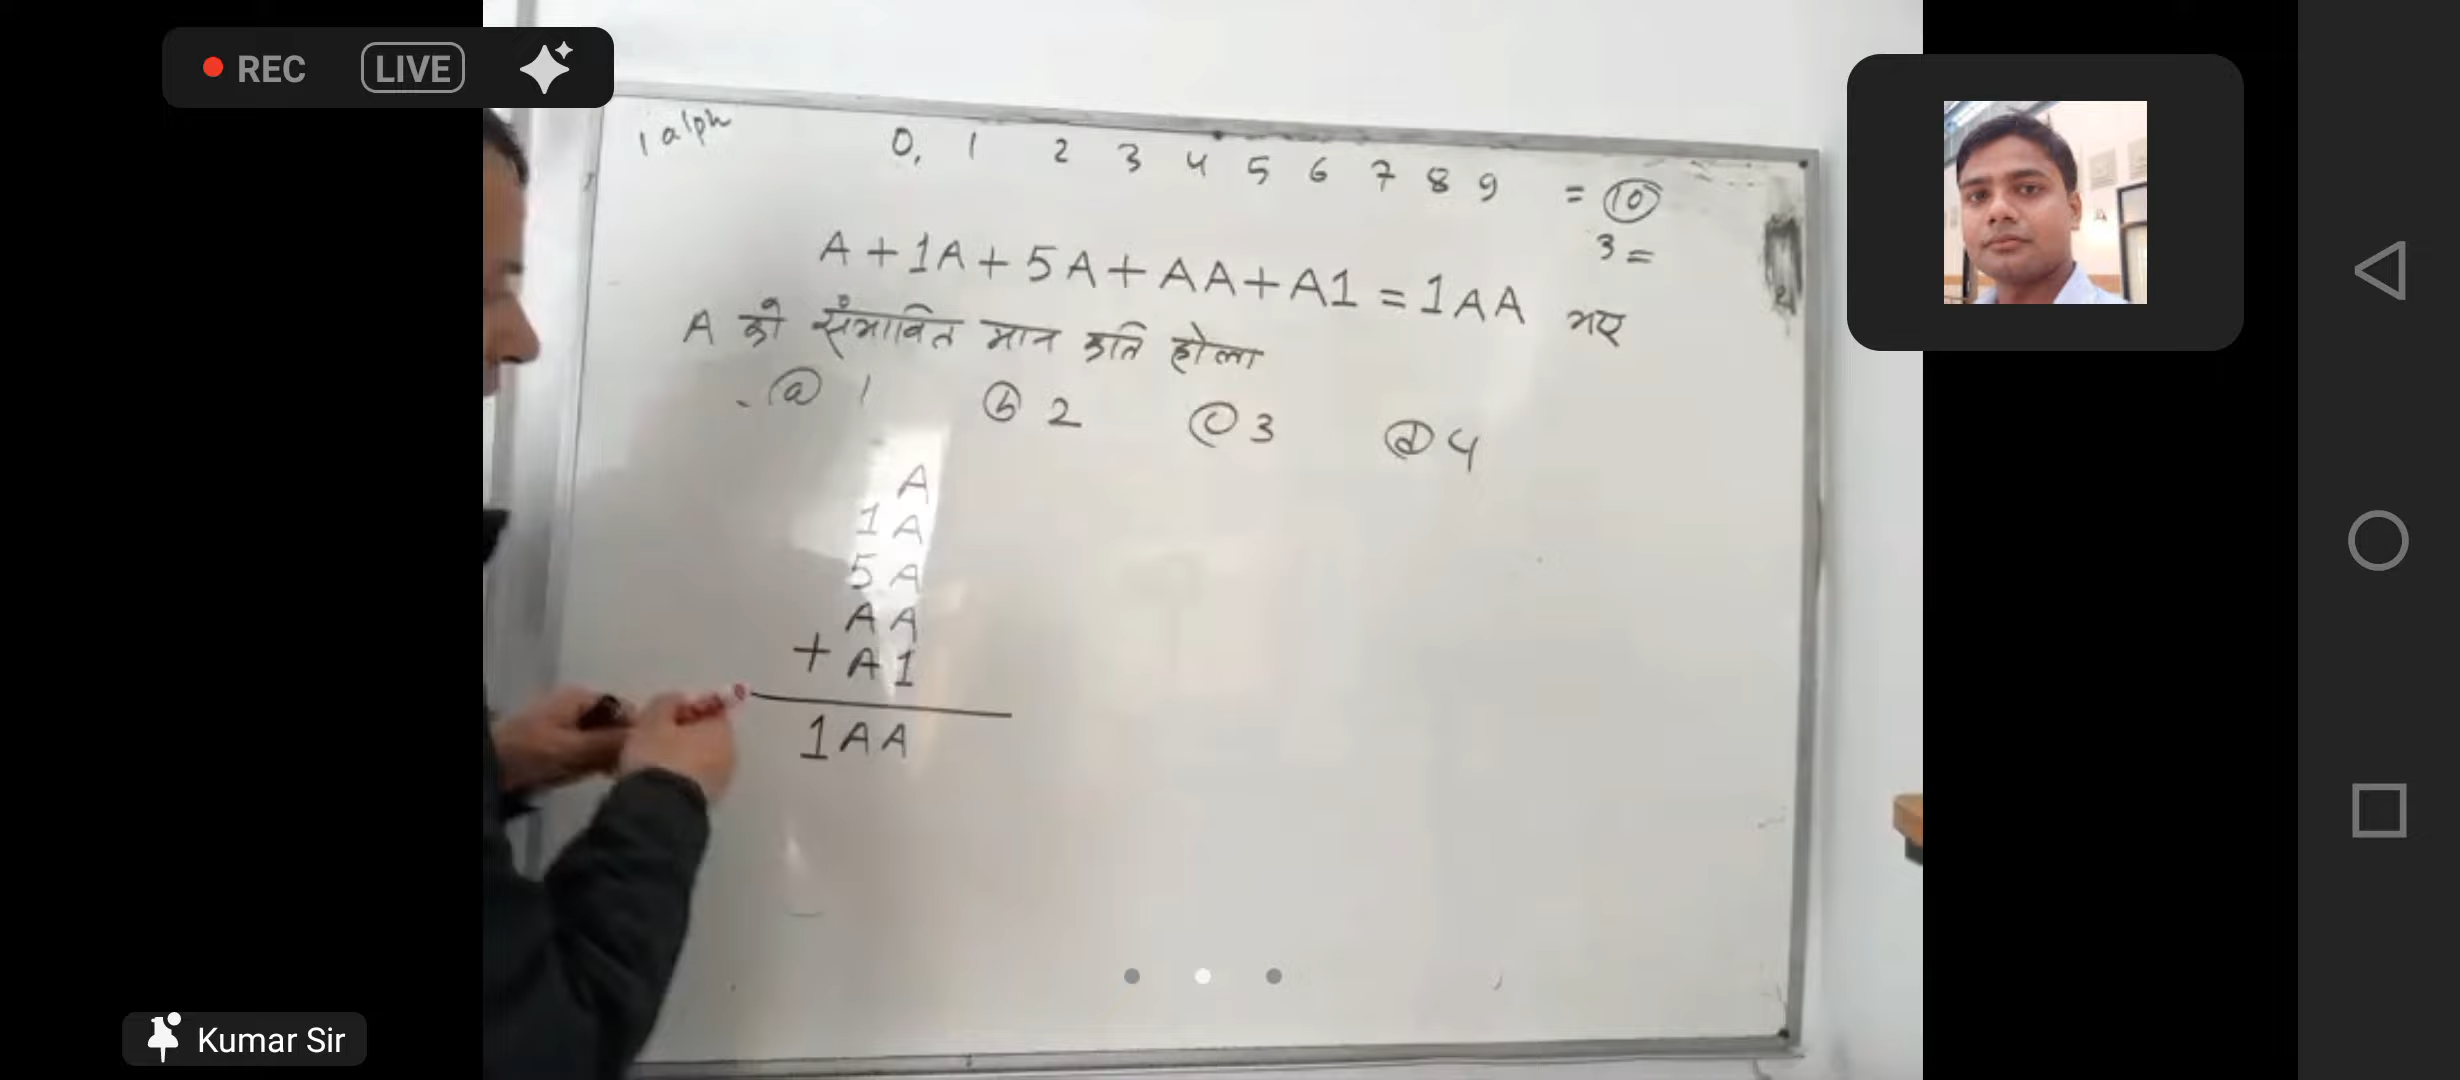 REC LIVE
1 alph 0, 1 2 3 4 5 6 7 8 9 = 10
3 =
A + 1A + 5A + AA + A1 = 1AA भए
A को संभावित मान कति होला
(a) 1 (b) 2 (c) 3 (d) 4
A
1A
5A
AA
+ A1
1AA
Kumar Sir